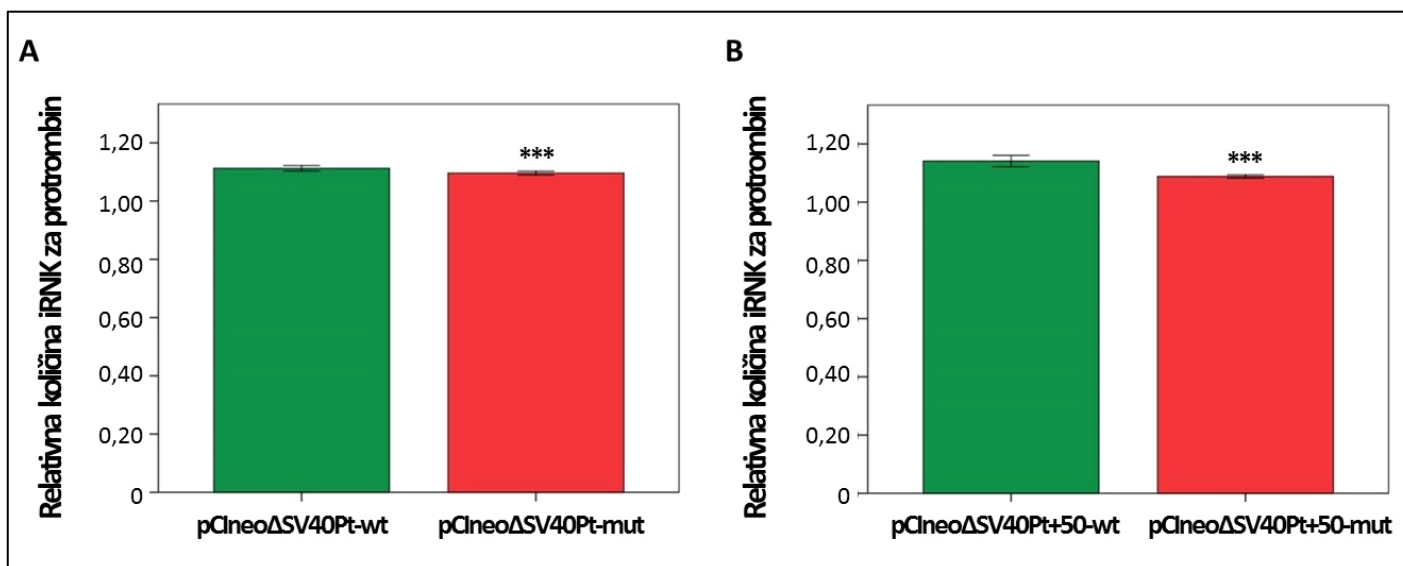 A
Relativna količina iRNK za protrombin
1,20
1,00
0,80
0,60
0,40
0,20
0
***
pCIneoΔSV40Pt-wt
pCIneoΔSV40Pt-mut
B
Relativna količina iRNK za protrombin
1,20
1,00
0,80
0,60
0,40
0,20
0
***
pCIneoΔSV40Pt+50-wt
pCIneoΔSV40Pt+50-mut